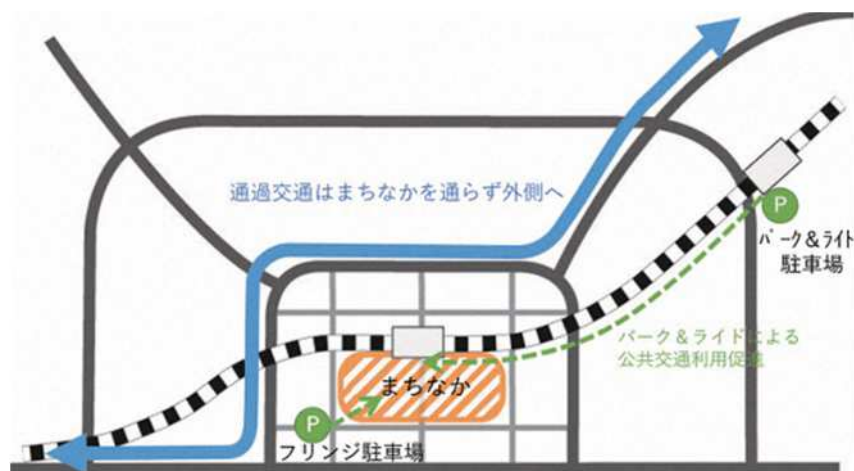 通過交通はまちなかを通らず外側へ
P
パーク&ライド
駐車場
パーク&ライドによる
公共交通利用促進
まちなか
P
フリンジ駐車場